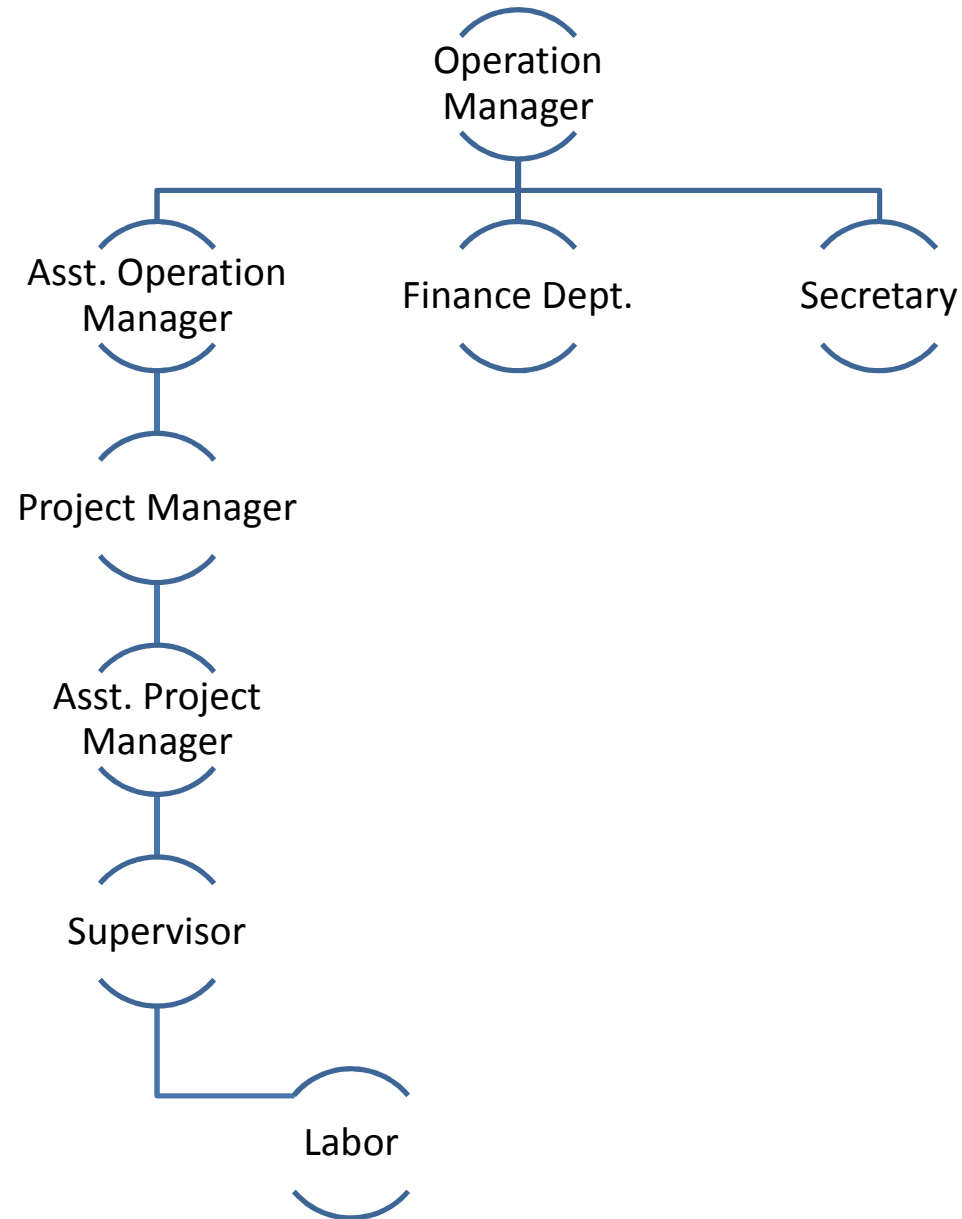 Operation
Manager
Asst. Operation
Manager
Finance Dept.
Secretary
Project Manager
Asst. Project
Manager
Supervisor
Labor